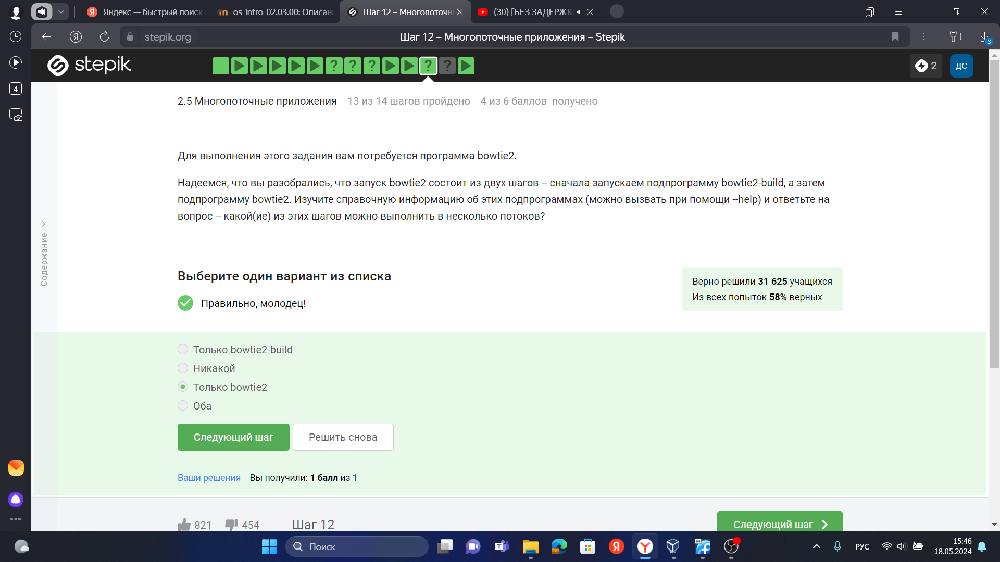 Яндекс — быстрый поиск
os-intro_02.03.00: Описан
Шаг 12 – Многопоточн
(30) [БЕЗ ЗАДЕРЖК
stepik.org
Шаг 12 – Многопоточные приложения – Stepik
3
4
stepik
2
ДС
2.5 Многопоточные приложения 13 из 14 шагов пройдено 4 из 6 баллов получено
Для выполнения этого задания вам потребуется программа bowtie2.
Надеемся, что вы разобрались, что запуск bowtie2 состоит из двух шагов -- сначала запускаем подпрограмму bowtie2-build, а затем
подпрограмму bowtie2. Изучите справочную информацию об этих подпрограммах (можно вызвать при помощи --help) и ответьте на
вопрос -- какой(ие) из этих шагов можно выполнить в несколько потоков?
Содержание
Выберите один вариант из списка
Правильно, молодец!
Верно решили 31 625 учащихся
Из всех попыток 58% верных
Только bowtie2-build
Никакой
Только bowtie2
Оба
Следующий шаг
Решить снова
Ваши решения Вы получили: 1 балл из 1
821
454
Шаг 12
Следующий шаг
Поиск
РУС
15:46
18.05.2024